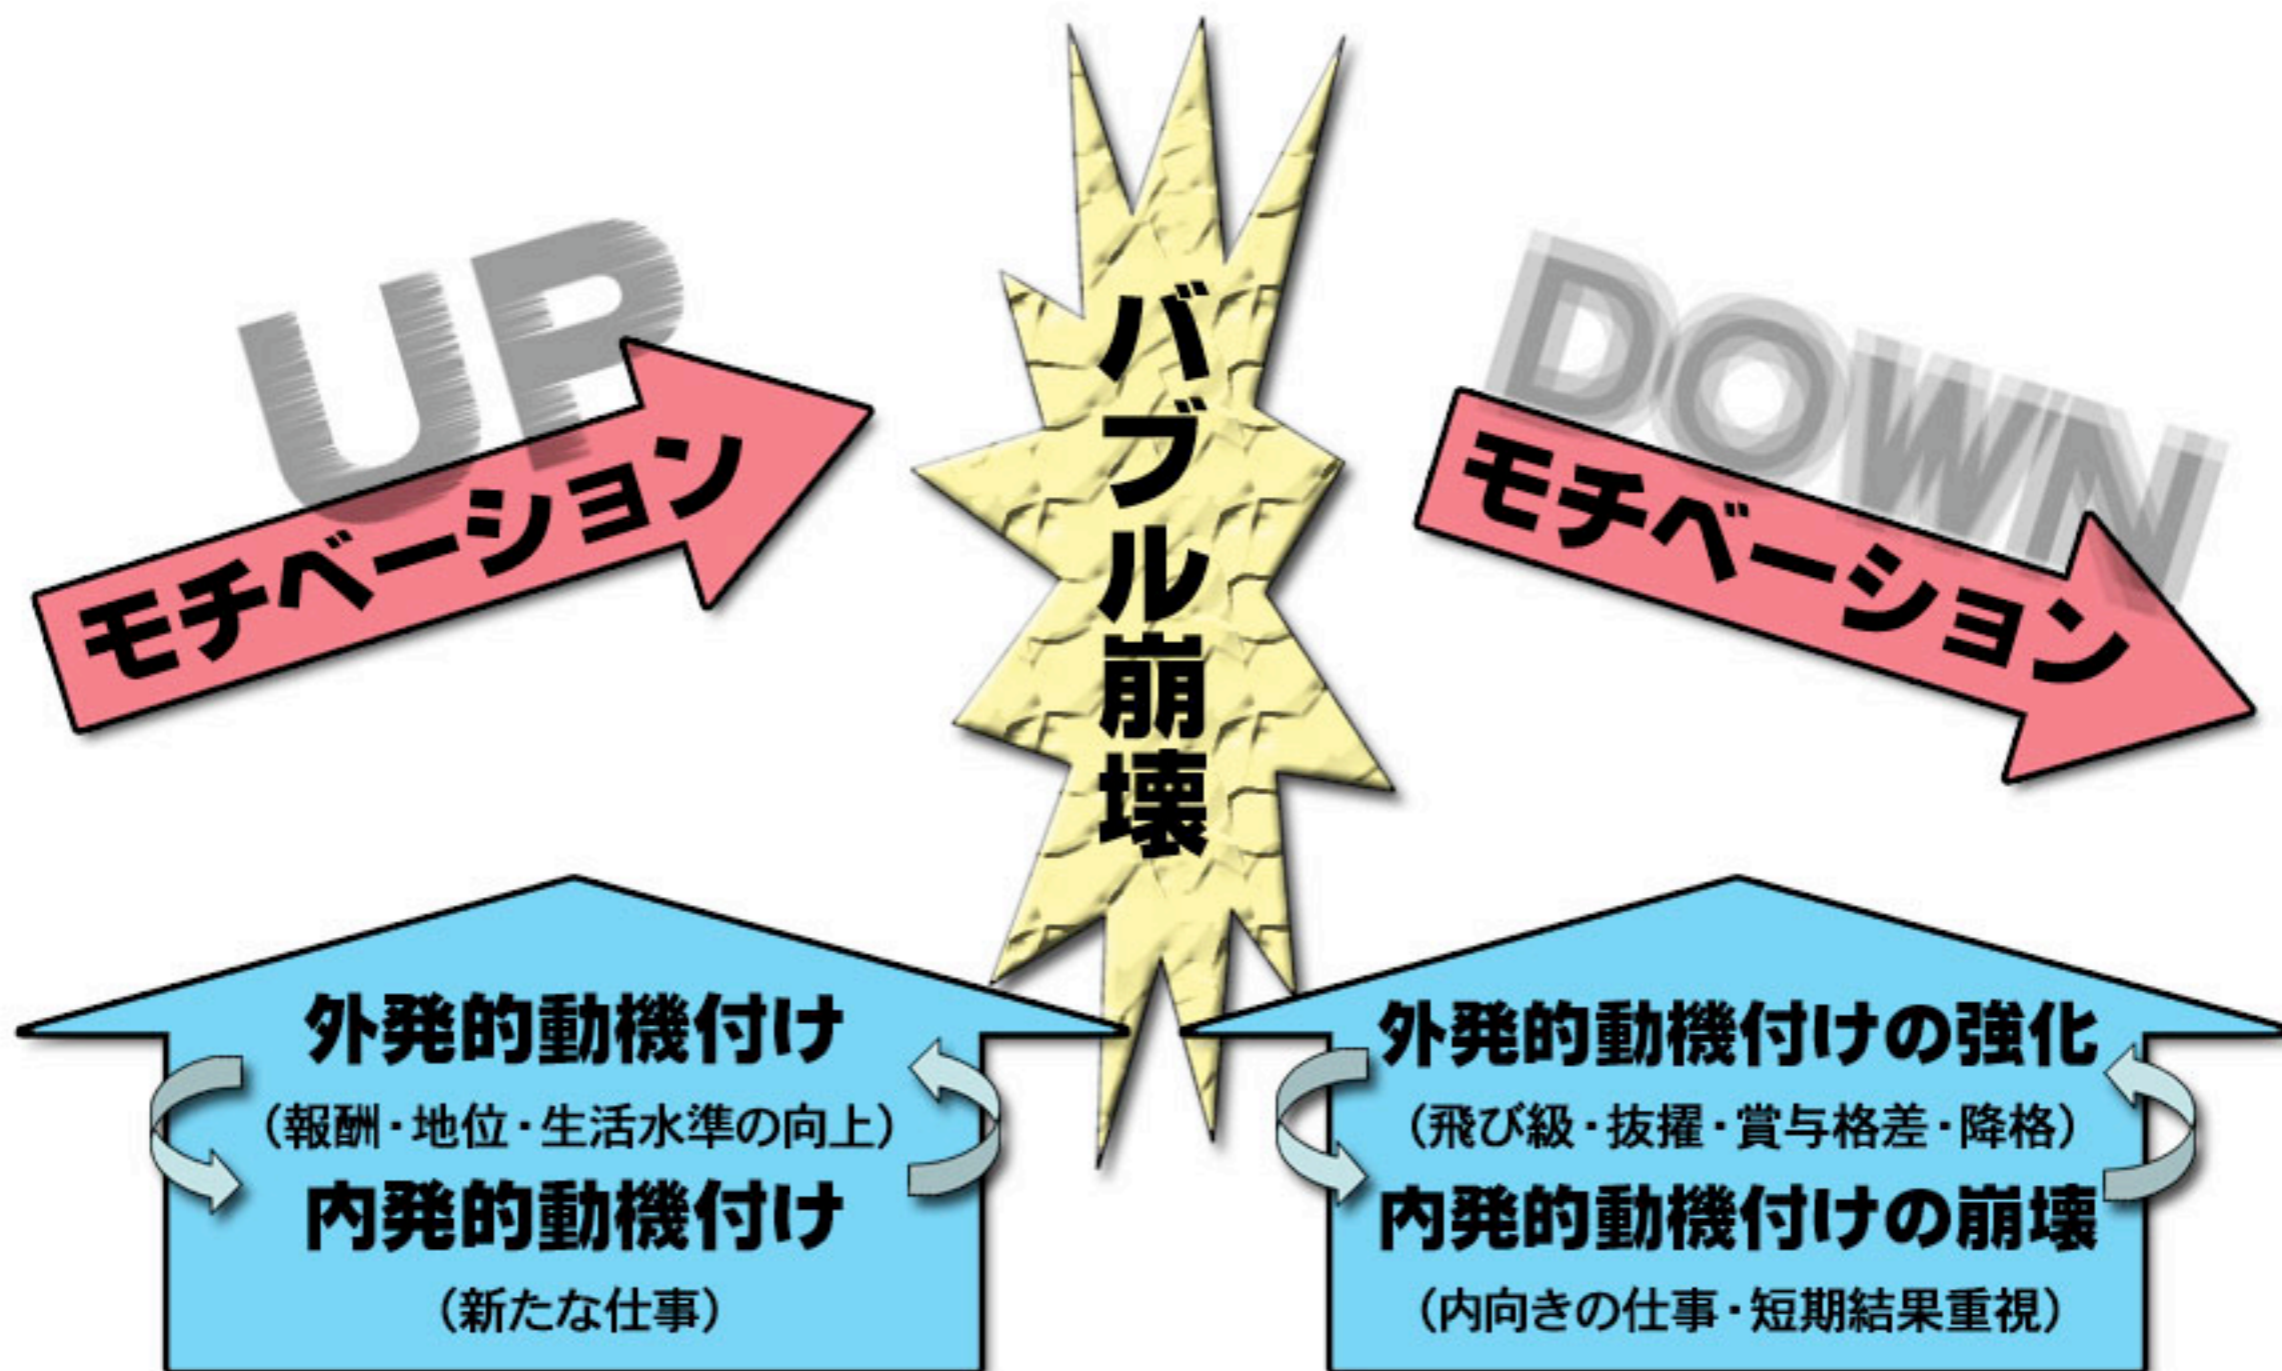 UP
モチベーション
バブル崩壊
DOWN
モチベーション
外発的動機付け
（報酬・地位・生活水準の向上）
内発的動機付け
（新たな仕事）
外発的動機付けの強化
（飛び級・抜擢・賞与格差・降格）
内発的動機付けの崩壊
（内向きの仕事・短期結果重視）